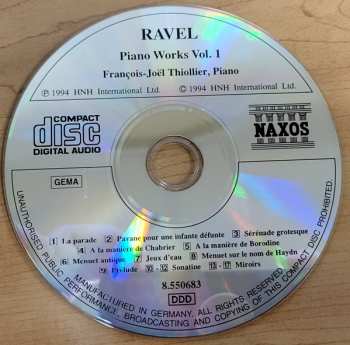 RAVEL
Piano Works Vol. 1
François-Joël Thiollier, Piano
℗ 1994 HNH International Ltd. © 1994 HNH International Ltd.
COMPACT
disc
DIGITAL AUDIO
NAXOS
GEMA
1 La parade 2 Pavane pour une infante défunte 3 Sérénade grotesque
4 A la manière de Chabrier 5 A la manière de Borodine
6 Menuet antique 7 Jeux d'eau 8 Menuet sur le nom de Haydn
9 Prélude 10 - 12 Sonatine 13 - 17 Miroirs
8.550683
DDD
MANUFACTURED IN GERMANY. ALL RIGHTS RESERVED
UNAUTHORISED PUBLIC PERFORMANCE, BROADCASTING AND COPYING OF THIS COMPACT DISC PROHIBITED